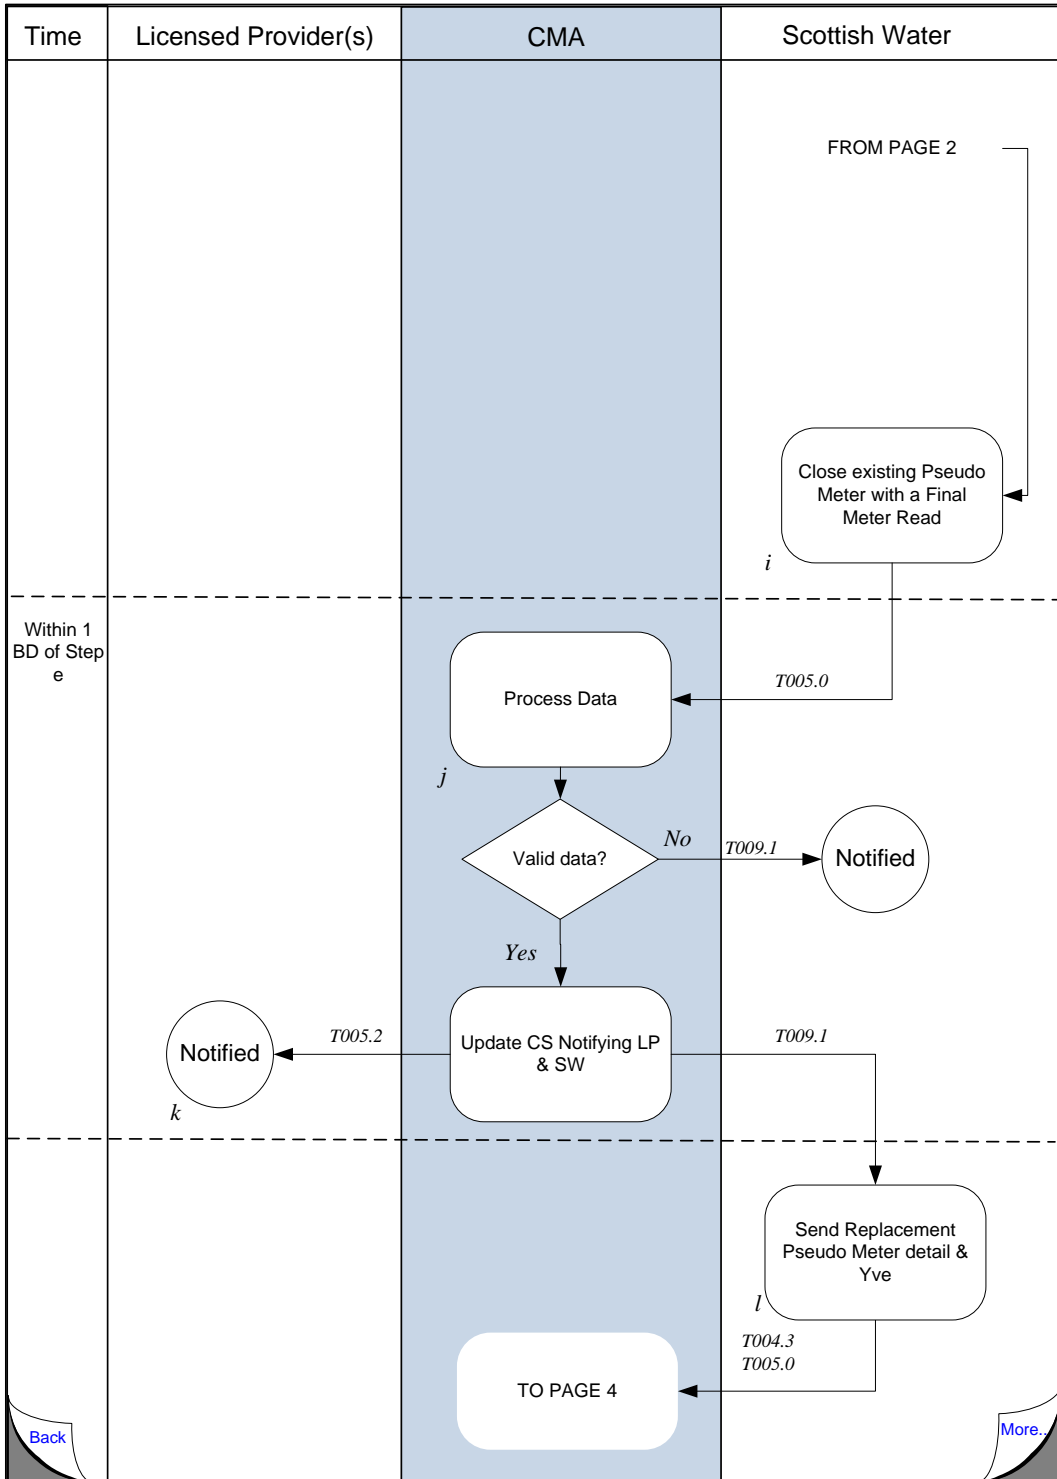 Time
Licensed Provider(s)
CMA
Scottish Water
FROM PAGE 2
Close existing Pseudo
Meter with a Final
Meter Read
i
Within 1
BD of Step
e
Process Data
T005.0
j
Valid data?
No
T009.1
Notified
Yes
Notified
T005.2
Update CS Notifying LP
& SW
T009.1
k
Send Replacement
Pseudo Meter detail &
Yve
l
T004.3
T005.0
TO PAGE 4
Back
More..